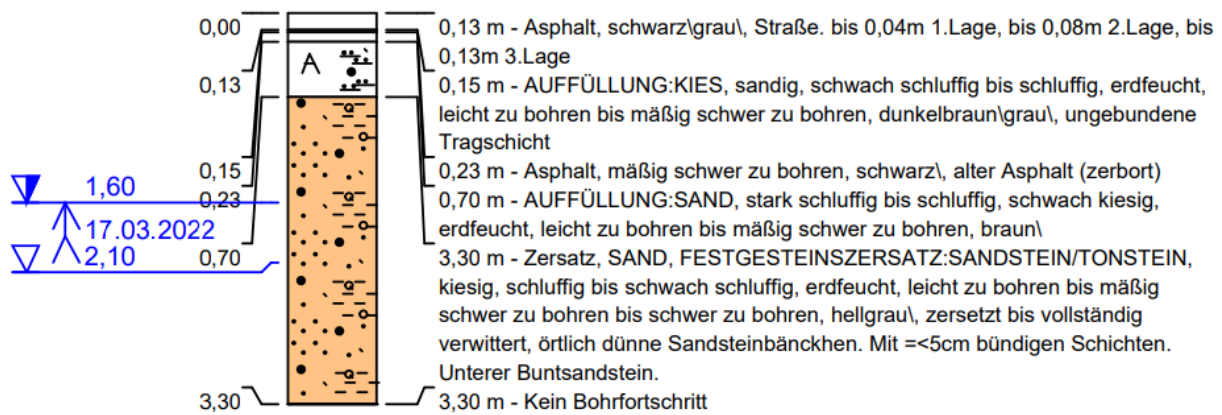 0,00
0,13 m - Asphalt, schwarz\grau\, Straße. bis 0,04m 1.Lage, bis 0,08m 2.Lage, bis
0,13m 3.Lage
A
0,13
0,15 m - AUFFÜLLUNG:KIES, sandig, schwach schluffig bis schluffig, erdfeucht,
leicht zu bohren bis mäßig schwer zu bohren, dunkelbraun\grau\, ungebundene
Tragschicht
0,15
0,23 m - Asphalt, mäßig schwer zu bohren, schwarz\, alter Asphalt (zerbort)
1,60
0,23
0,70 m - AUFFÜLLUNG:SAND, stark schluffig bis schluffig, schwach kiesig,
17.03.2022
erdfeucht, leicht zu bohren bis mäßig schwer zu bohren, braun\
2,10
0,70
3,30 m - Zersatz, SAND, FESTGESTEINSZERSATZ:SANDSTEIN/TONSTEIN,
kiesig, schluffig bis schwach schluffig, erdfeucht, leicht zu bohren bis mäßig
schwer zu bohren bis schwer zu bohren, hellgrau\, zersetzt bis vollständig
verwittert, örtlich dünne Sandsteinbänckhen. Mit =<5cm bündigen Schichten.
Unterer Buntsandstein.
3,30
3,30 m - Kein Bohrfortschritt